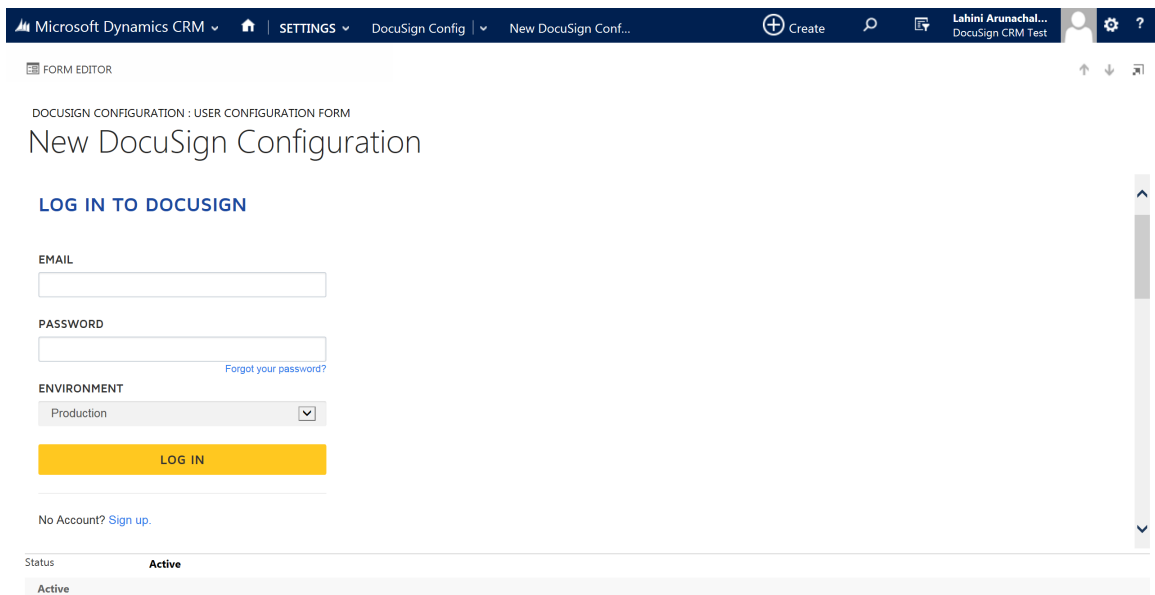 Microsoft Dynamics CRM SETTINGS DocuSign Config New DocuSign Conf... Create Lahini Arunachal... ?
DocuSign CRM Test
FORM EDITOR
DOCUSIGN CONFIGURATION : USER CONFIGURATION FORM
New DocuSign Configuration
LOG IN TO DOCUSIGN
EMAIL
PASSWORD
Forgot your password?
ENVIRONMENT
Production
LOG IN
No Account? Sign up.
Status Active
Active